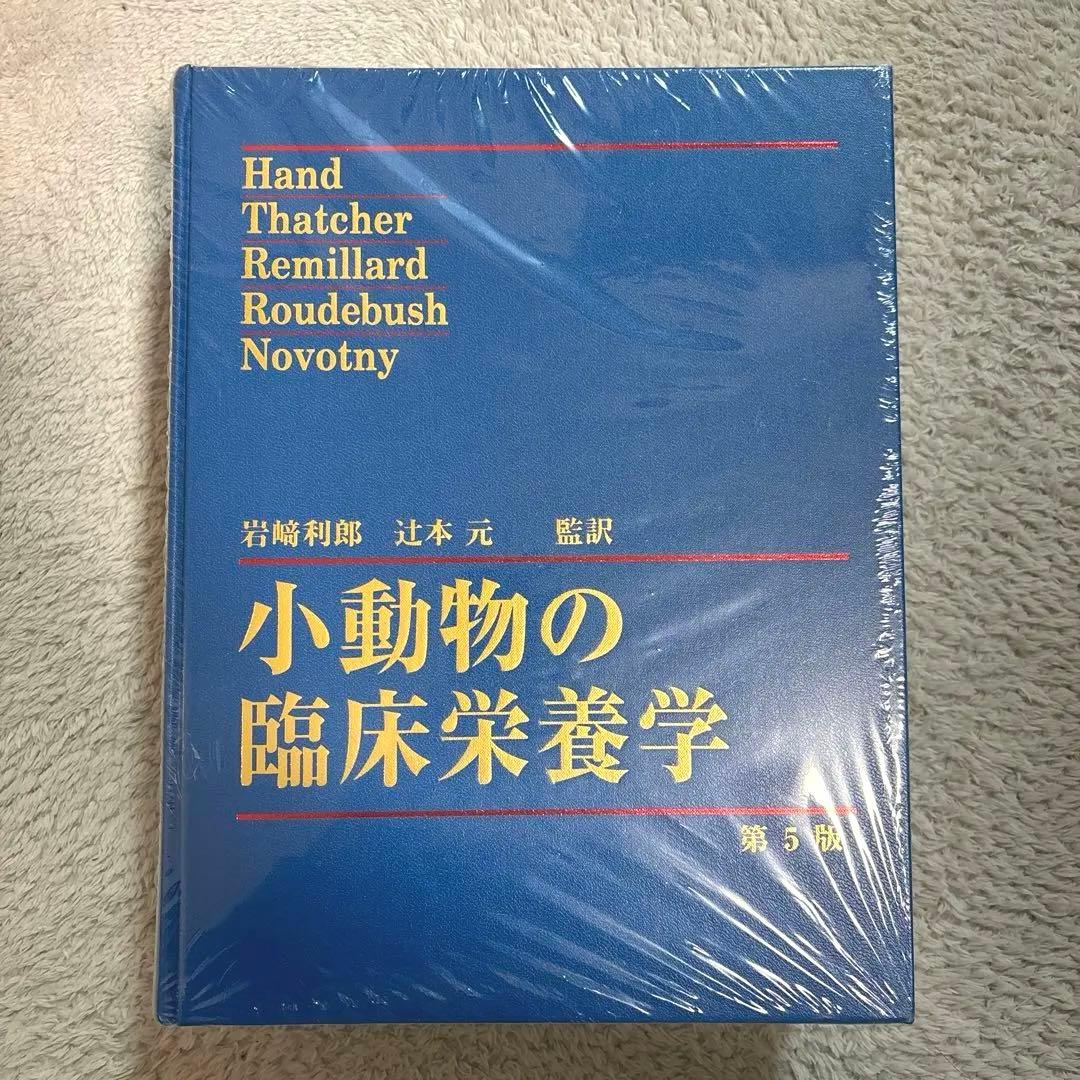 Hand
Thatcher
Remillard
Roudebush
Novotny
岩﨑利郎 辻本 元 監訳
小動物の
臨床栄養学
第 5 版